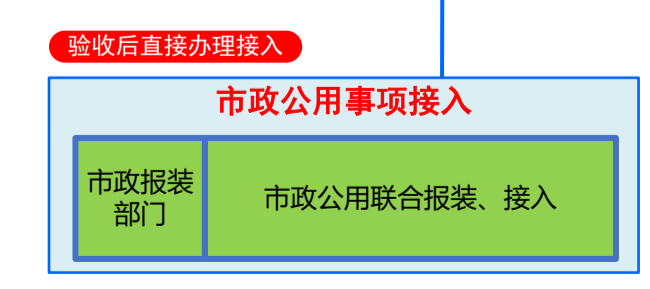 验收后直接办理接入
市政公用事项接入
市政报装
部门
市政公用联合报装、接入